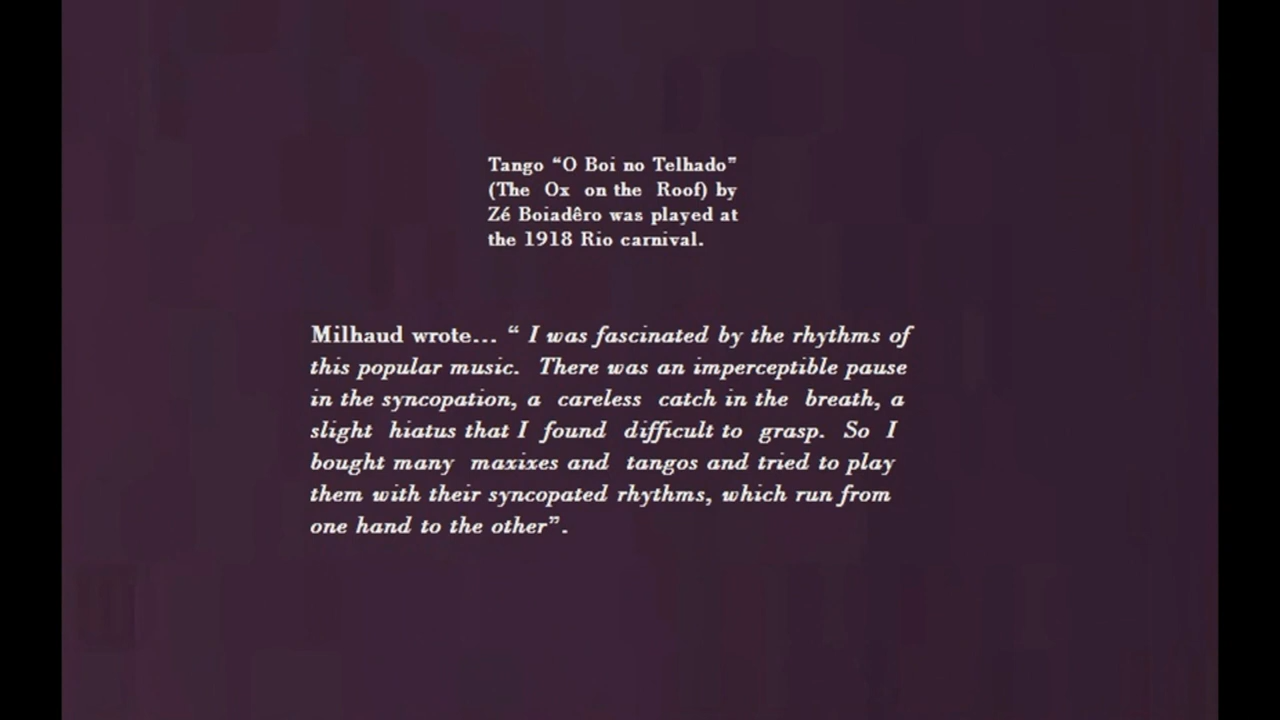 Tango “O Boi no Telhado”
(The Ox on the Roof) by
Zé Boiadêro was played at
the 1918 Rio carnival.
Milhaud wrote... “ I was fascinated by the rhythms of
this popular music. There was an imperceptible pause
in the syncopation, a careless catch in the breath, a
slight hiatus that I found difficult to grasp. So I
bought many maxixes and tangos and tried to play
them with their syncopated rhythms, which run from
one hand to the other”.